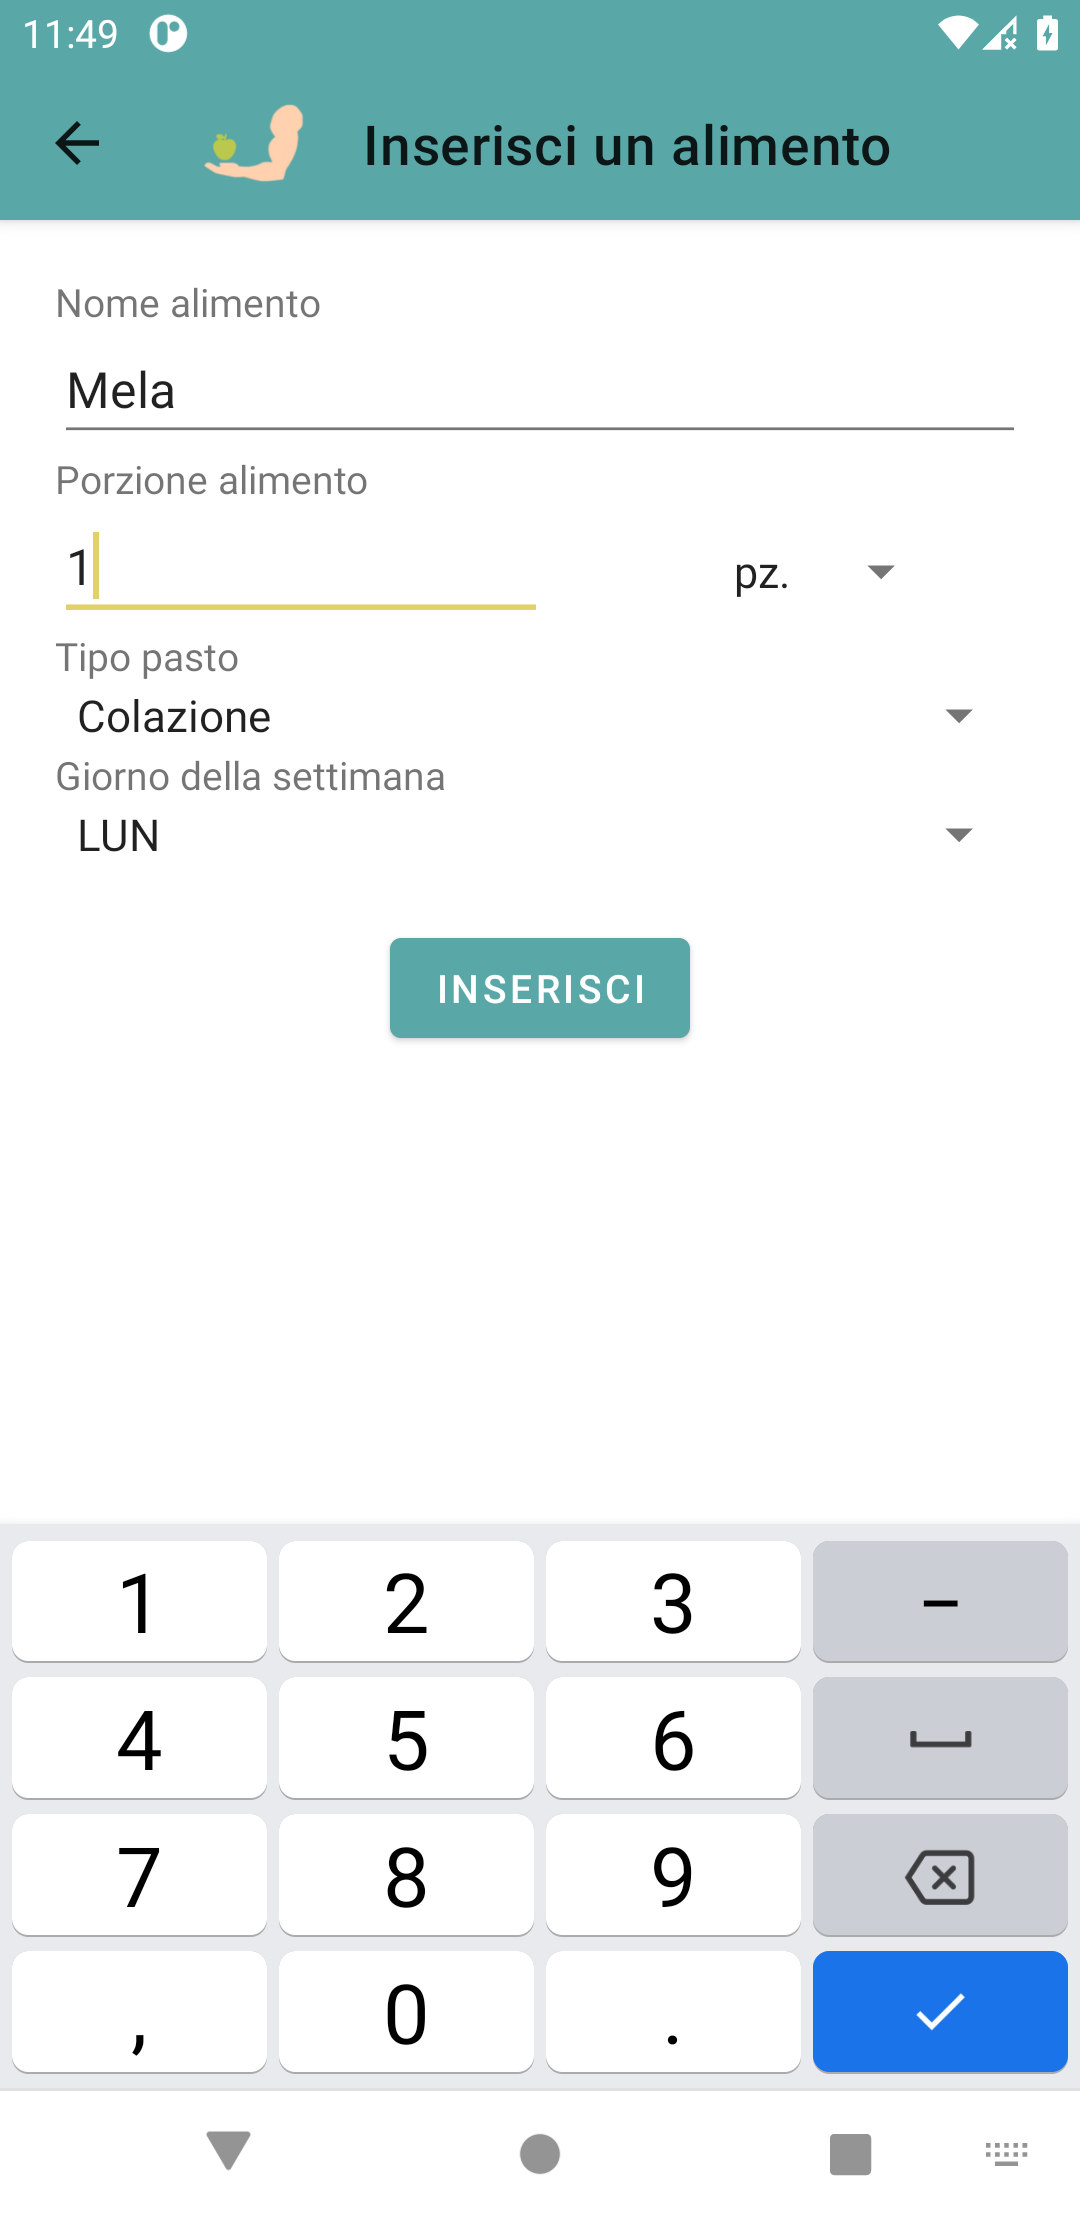 11:49
Inserisci un alimento
Nome alimento
Mela
Porzione alimento
1 pz.
Tipo pasto
Colazione
Giorno della settimana
LUN
INSERISCI
1 2 3 –
4 5 6
7 8 9
, 0 .